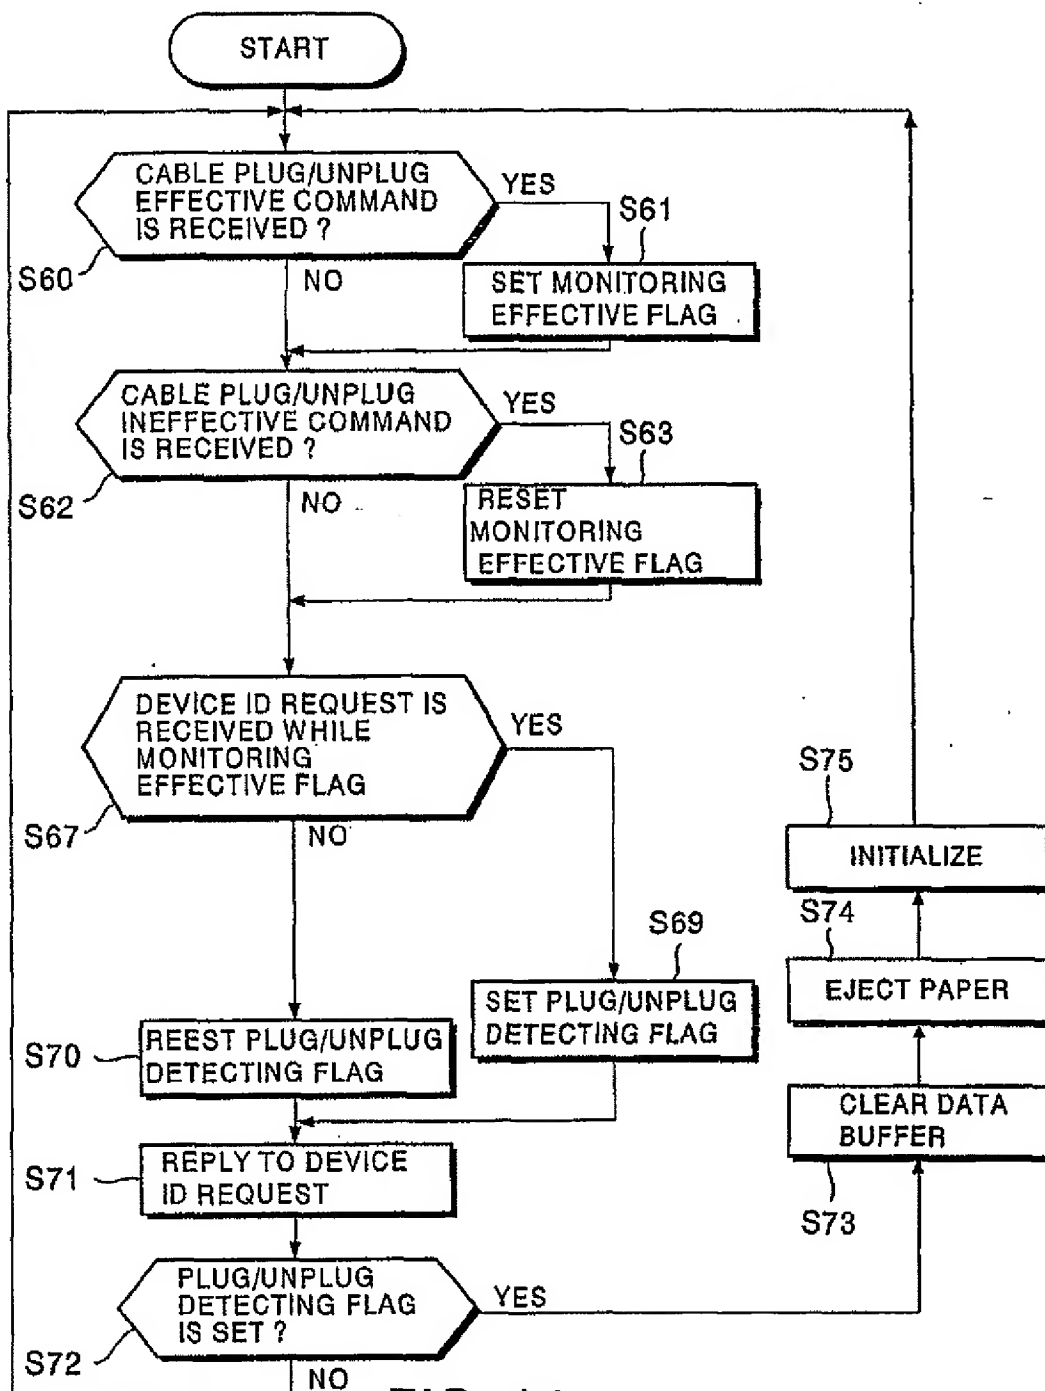 START
CABLE PLUG/UNPLUG
EFFECTIVE COMMAND
IS RECEIVED ?
YES
S60
NO
S61
SET MONITORING
EFFECTIVE FLAG
CABLE PLUG/UNPLUG
INEFFECTIVE COMMAND
IS RECEIVED ?
YES
S62
NO
S63
RESET
MONITORING
EFFECTIVE FLAG
DEVICE ID REQUEST IS
RECEIVED WHILE
MONITORING
EFFECTIVE FLAG
YES
S67
NO
S69
SET PLUG/UNPLUG
DETECTING FLAG
S70
REEST PLUG/UNPLUG
DETECTING FLAG
S71
REPLY TO DEVICE
ID REQUEST
PLUG/UNPLUG
DETECTING FLAG
IS SET ?
YES
S72
NO
S75
INITIALIZE
S74
EJECT PAPER
CLEAR DATA
BUFFER
S73